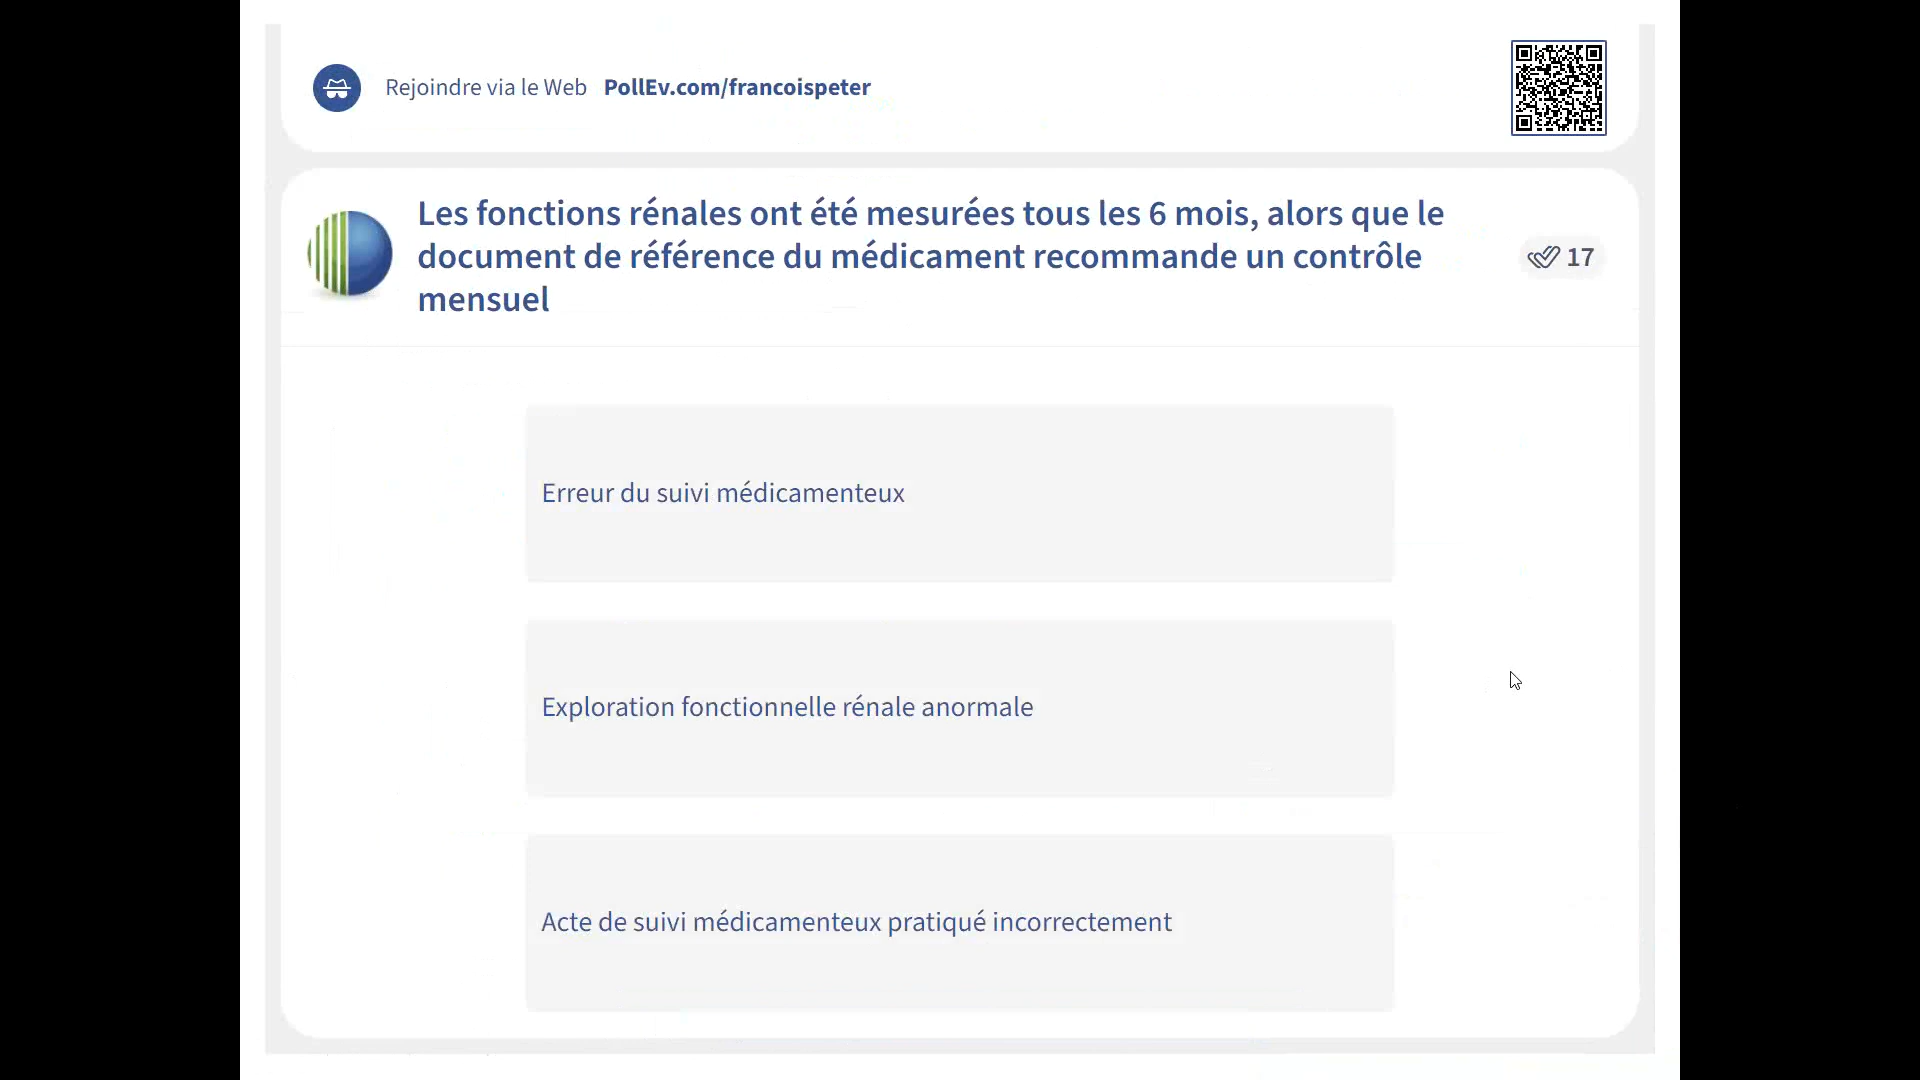 Rejoindre via le Web PollEv.com/francoispeter
Les fonctions rénales ont été mesurées tous les 6 mois, alors que le
document de référence du médicament recommande un contrôle
mensuel
17
Erreur du suivi médicamenteux
Exploration fonctionnelle rénale anormale
Acte de suivi médicamenteux pratiqué incorrectement